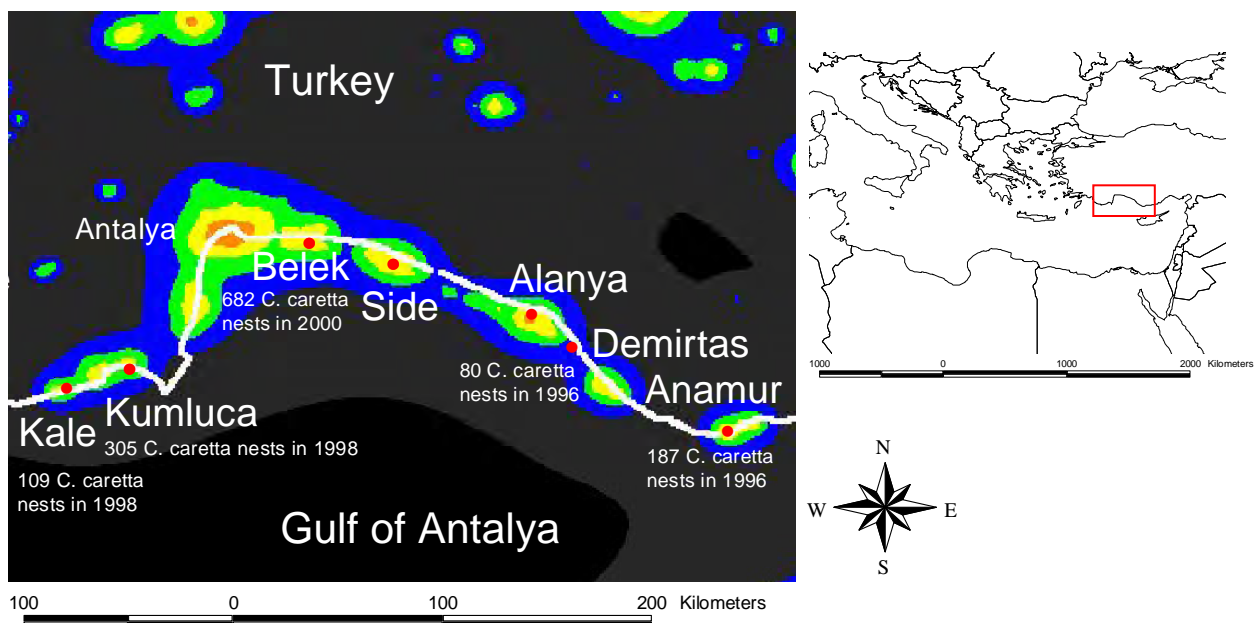 Turkey
Antalya
Belek
682 C. caretta
nests in 2000
Side
Alanya
Demirtas
80 C. caretta
nests in 1996
Anamur
187 C. caretta
nests in 1996
Kumluca
305 C. caretta nests in 1998
Kale
109 C. caretta
nests in 1998
Gulf of Antalya
100 0 100 200 Kilometers
1000 0 1000 2000 Kilometers
N
W E
S